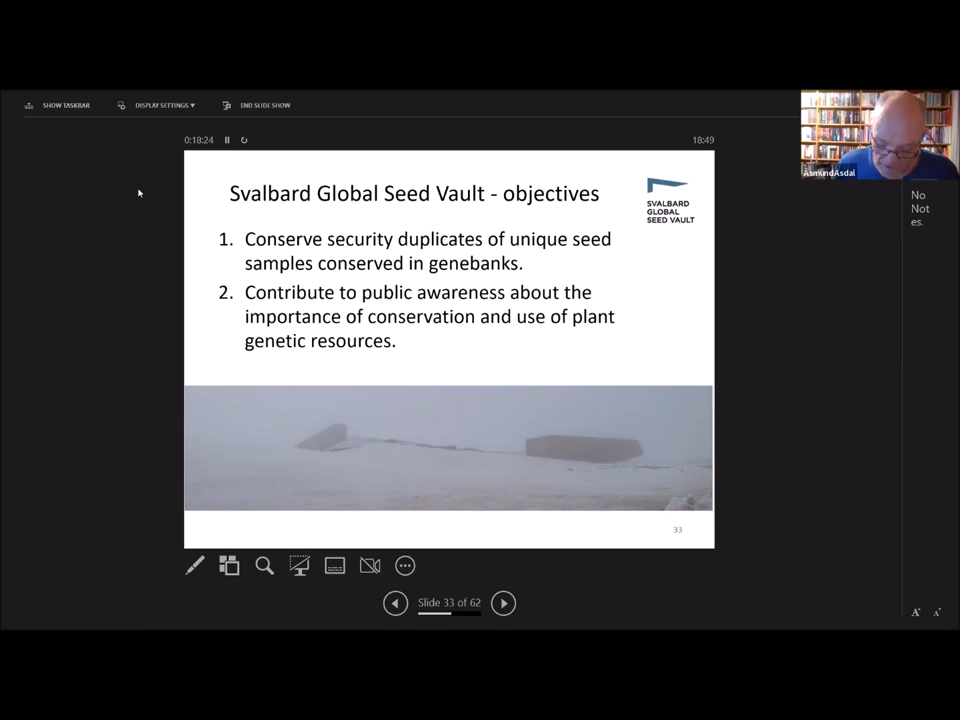 SHOW TASKBAR
DISPLAY SETTINGS ▼
END SLIDE SHOW
0:18:24
18:49
ÅsmundAsdal
No
Not
es.
Svalbard Global Seed Vault - objectives
SVALBARD
GLOBAL
SEED VAULT
1. Conserve security duplicates of unique seed
samples conserved in genebanks.
2. Contribute to public awareness about the
importance of conservation and use of plant
genetic resources.
33
Slide 33 of 62
A A